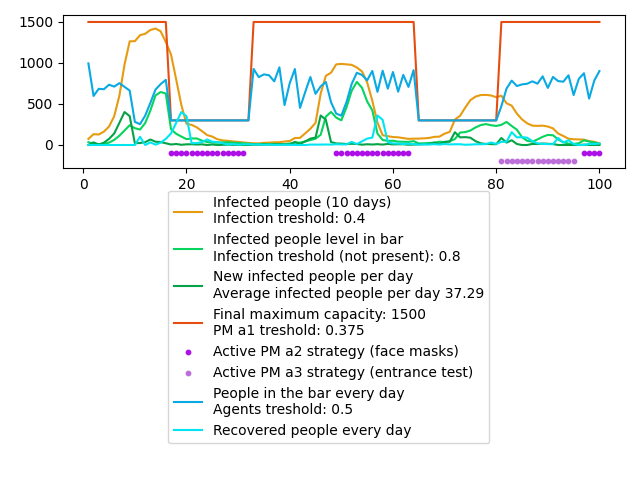 1500
1000
500
0
0
20
40
60
80
100
Infected people (10 days)
Infection treshold: 0.4
Infected people level in bar
Infection treshold (not present): 0.8
New infected people per day
Average infected people per day 37.29
Final maximum capacity: 1500
PM a1 treshold: 0.375
Active PM a2 strategy (face masks)
Active PM a3 strategy (entrance test)
People in the bar every day
Agents treshold: 0.5
Recovered people every day